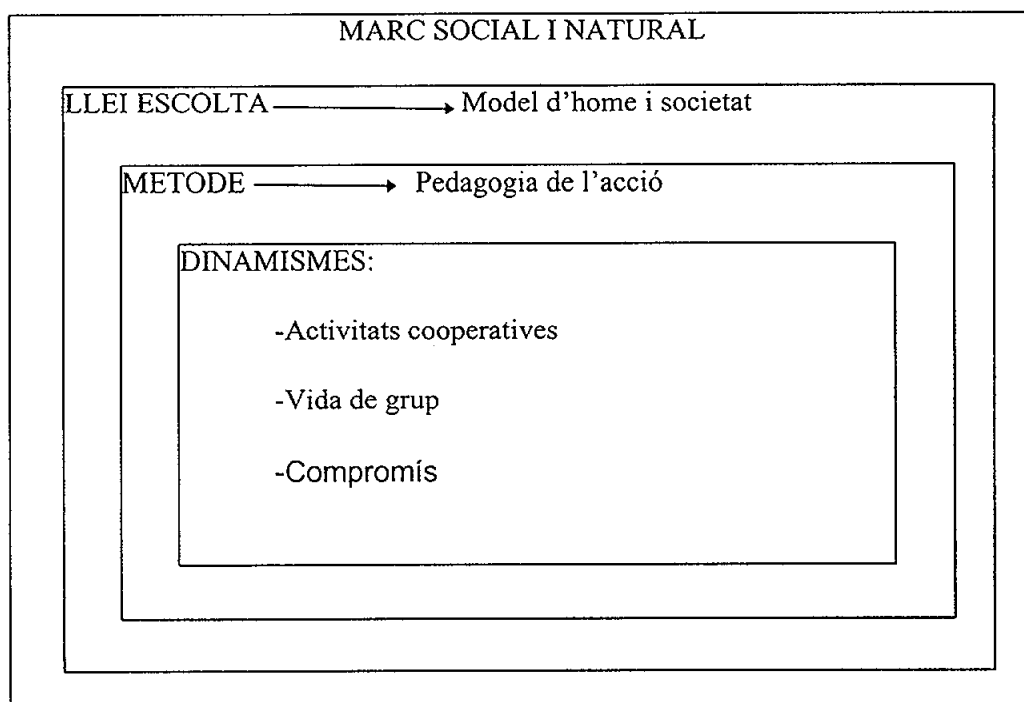 MARC SOCIAL I NATURAL
LLEI ESCOLTA → Model d'home i societat
METODE → Pedagogia de l'acció
DINAMISMES:
-Activitats cooperatives
-Vida de grup
-Compromís